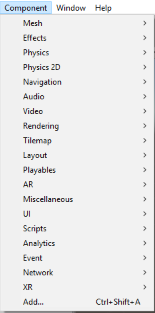 Component Window Help
Mesh
Effects
Physics
Physics 2D
Navigation
Audio
Video
Rendering
Tilemap
Layout
Playables
AR
Miscellaneous
UI
Scripts
Analytics
Event
Network
XR
Add... Ctrl+Shift+A